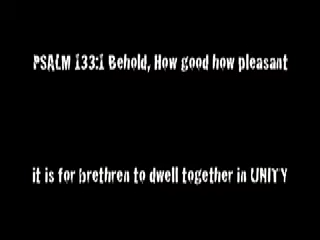 PSALM 133:1 Behold, How good how pleasant
it is for brethren to dwell together in UNITY